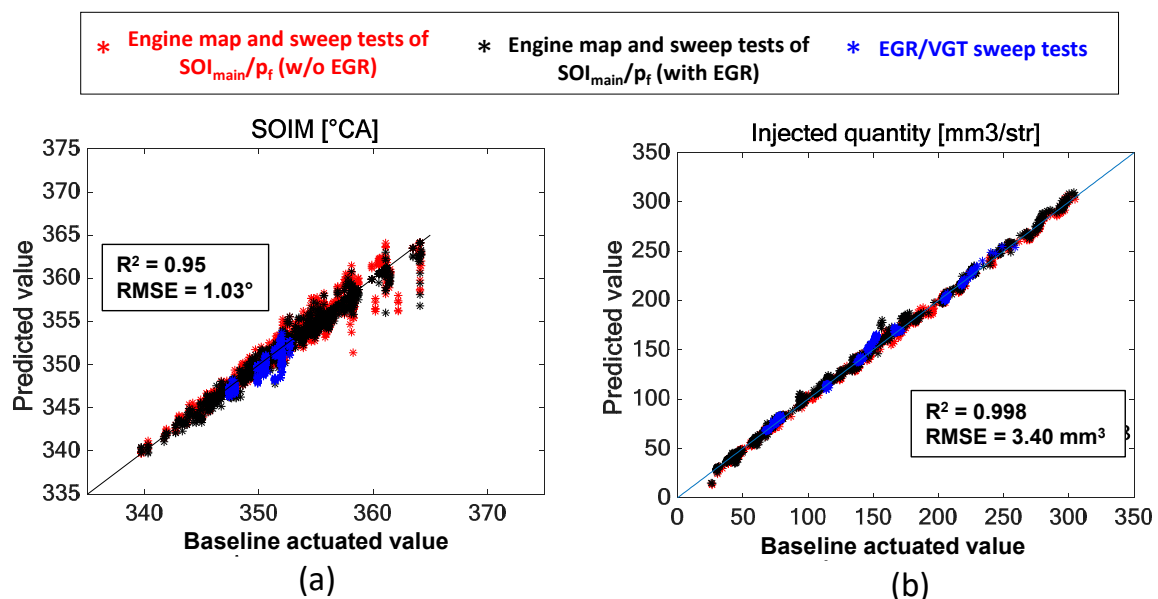 * Engine map and sweep tests of SOImain/pf (w/o EGR)
* Engine map and sweep tests of SOImain/pf (with EGR)
* EGR/VGT sweep tests
SOIM [°CA]
375
370
365
360
355
350
345
340
335
340
350
360
370
Predicted value
Baseline actuated value
R² = 0.95
RMSE = 1.03°
(a)
Injected quantity [mm3/str]
350
300
250
200
150
100
50
0
0
50
100
150
200
250
300
350
Predicted value
Baseline actuated value
R² = 0.998
RMSE = 3.40 mm³
(b)